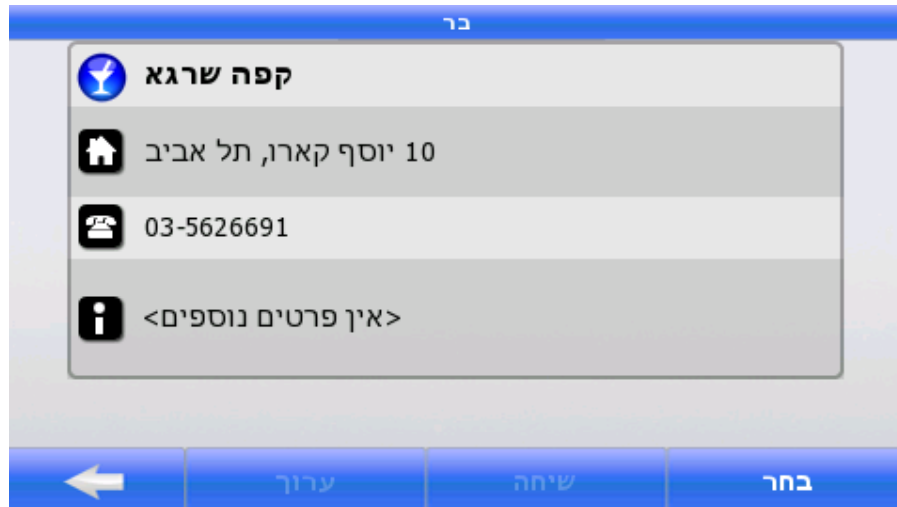 בר
קפה שרגא
10 יוסף קארו, תל אביב
03-5626691
<אין פרטים נוספים>
בחר
שיחה
ערוך